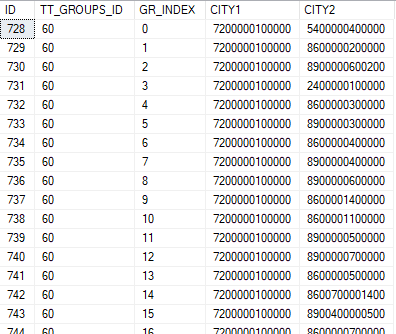 ID TT_GROUPS_ID GR_INDEX CITY1 CITY2
728 60 0 7200000100000 5400000400000
729 60 1 7200000100000 8600000200000
730 60 2 7200000100000 8900000600200
731 60 3 7200000100000 2400000100000
732 60 4 7200000100000 8600000300000
733 60 5 7200000100000 8900000300000
734 60 6 7200000100000 8600000400000
735 60 7 7200000100000 8900000400000
736 60 8 7200000100000 8900000600000
737 60 9 7200000100000 8600001400000
738 60 10 7200000100000 8600001100000
739 60 11 7200000100000 8900000500000
740 60 12 7200000100000 8900000700000
741 60 13 7200000100000 8600000500000
742 60 14 7200000100000 8600700001400
743 60 15 7200000100000 8900400000500
744 60 16 7200000100000 8600000700000